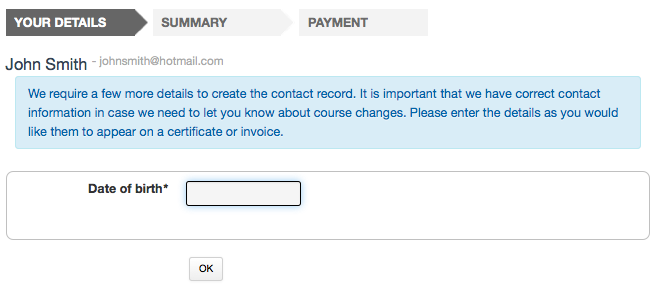 YOUR DETAILS SUMMARY PAYMENT
John Smith - johnsmith@hotmail.com
We require a few more details to create the contact record. It is important that we have correct contact
information in case we need to let you know about course changes. Please enter the details as you would
like them to appear on a certificate or invoice.
Date of birth*
OK